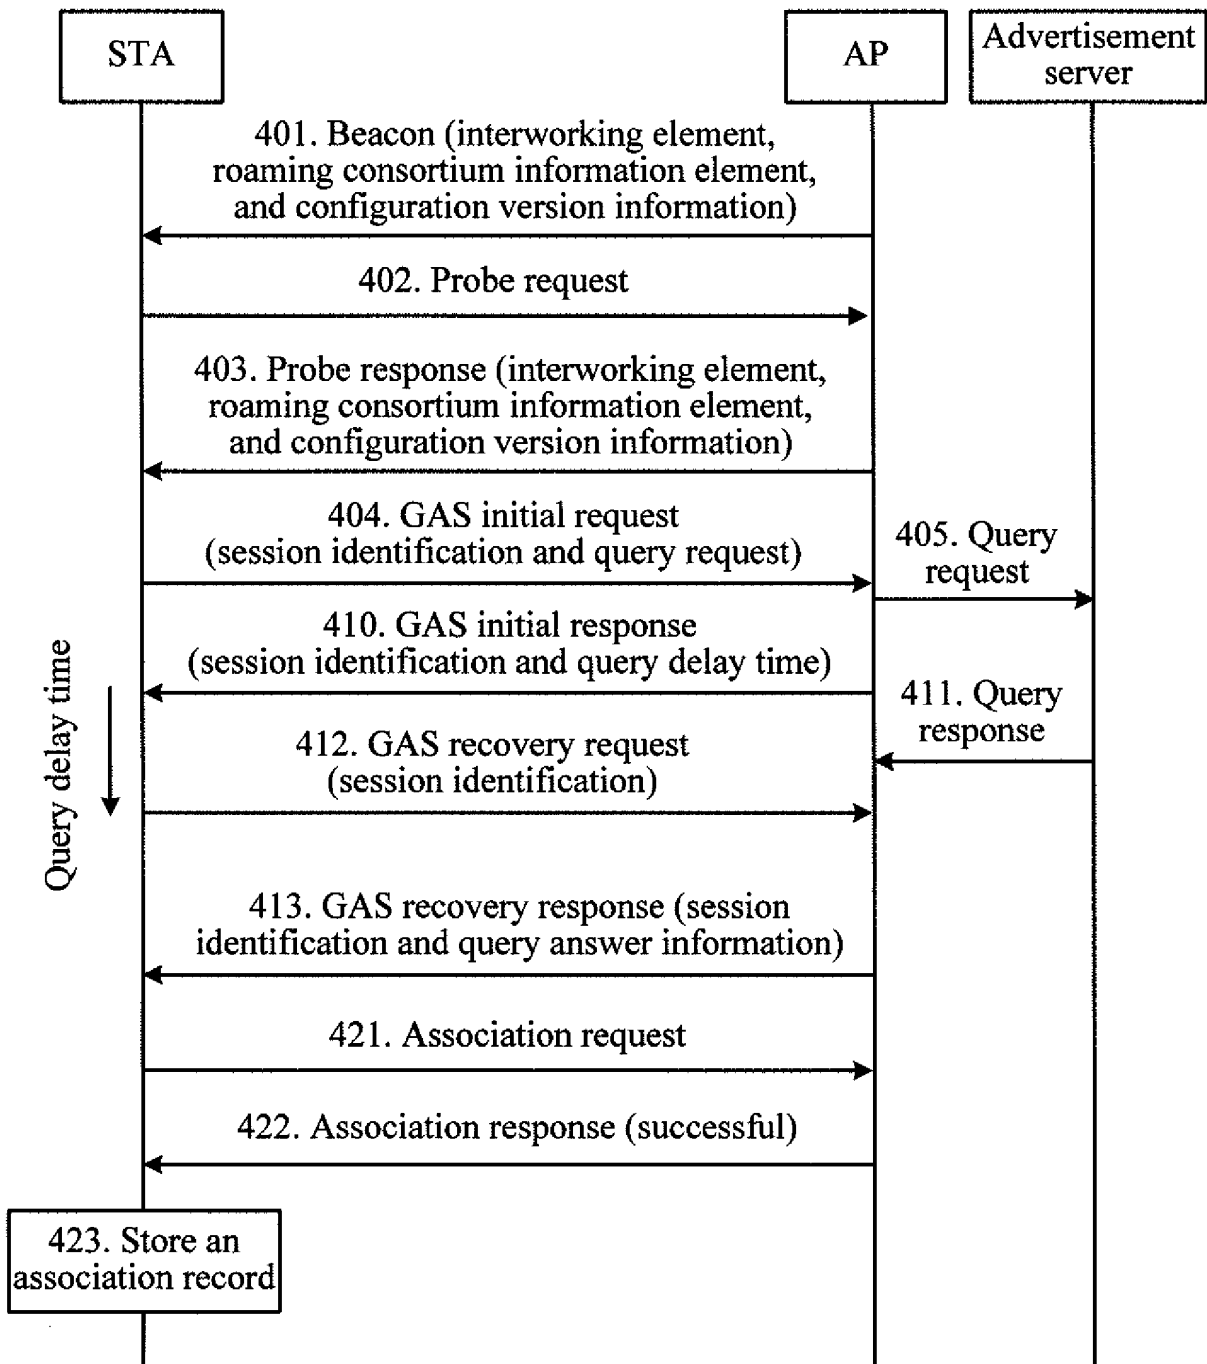 STA
AP
Advertisement
server
401. Beacon (interworking element,
roaming consortium information element,
and configuration version information)
402. Probe request
403. Probe response (interworking element,
roaming consortium information element,
and configuration version information)
404. GAS initial request
(session identification and query request)
405. Query
request
410. GAS initial response
(session identification and query delay time)
411. Query
response
Query delay time
412. GAS recovery request
(session identification)
413. GAS recovery response (session
identification and query answer information)
421. Association request
422. Association response (successful)
423. Store an
association record